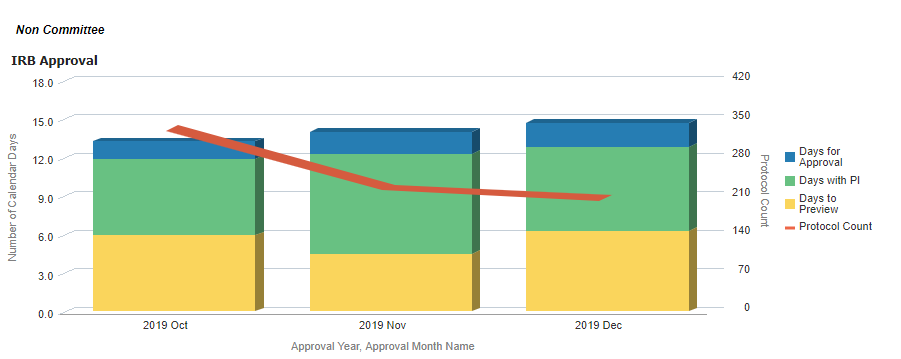 Non Committee
IRB Approval
18.0
15.0
12.0
9.0
6.0
3.0
0.0
Number of Calendar Days
420
350
280
210
140
70
0
Protocol Count
2019 Oct
2019 Nov
2019 Dec
Approval Year, Approval Month Name
Days for
Approval
Days with PI
Days to
Preview
Protocol Count